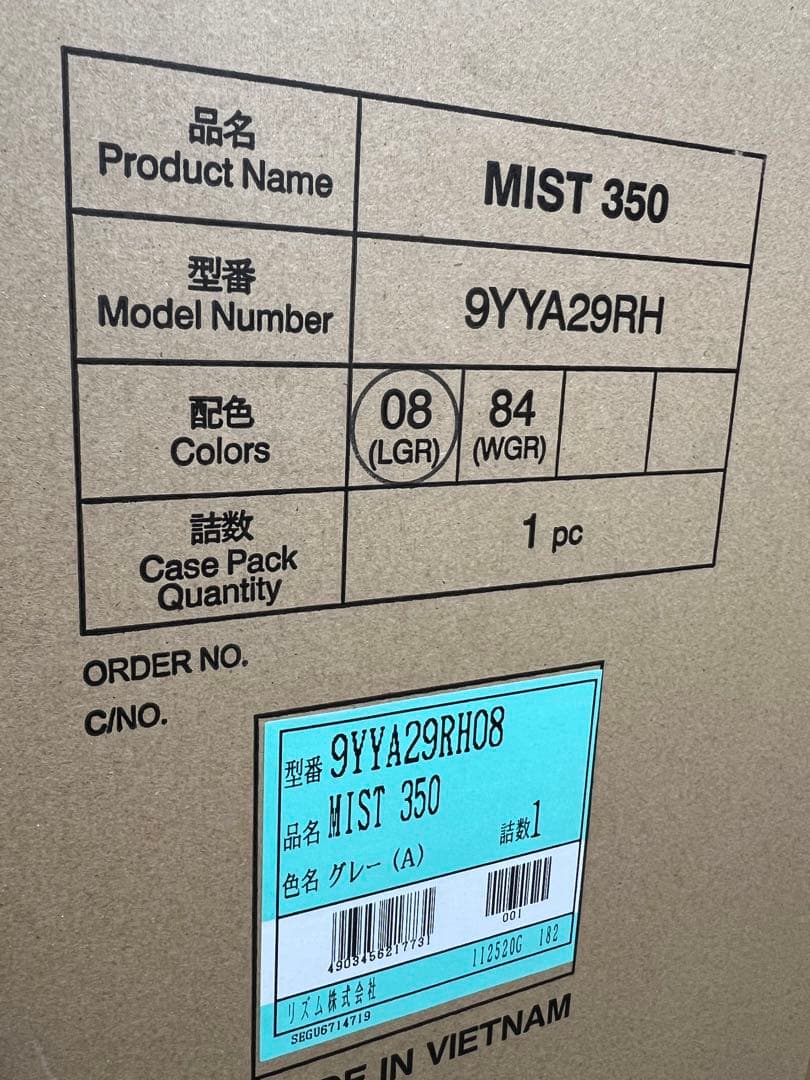 品名
Product Name
MIST 350
型番
Model Number
9YYA29RH
配色
Colors
08
(LGR)
84
(WGR)
詰数
Case Pack
Quantity
1 pc
ORDER NO.
C/NO.
型番 9YYA29RH08
品名 MIST 350
詰数1
色名 グレー(A)
4903456217731
001
112520G 182
リズム株式会社
SEGU6714719
IN VIETNAM